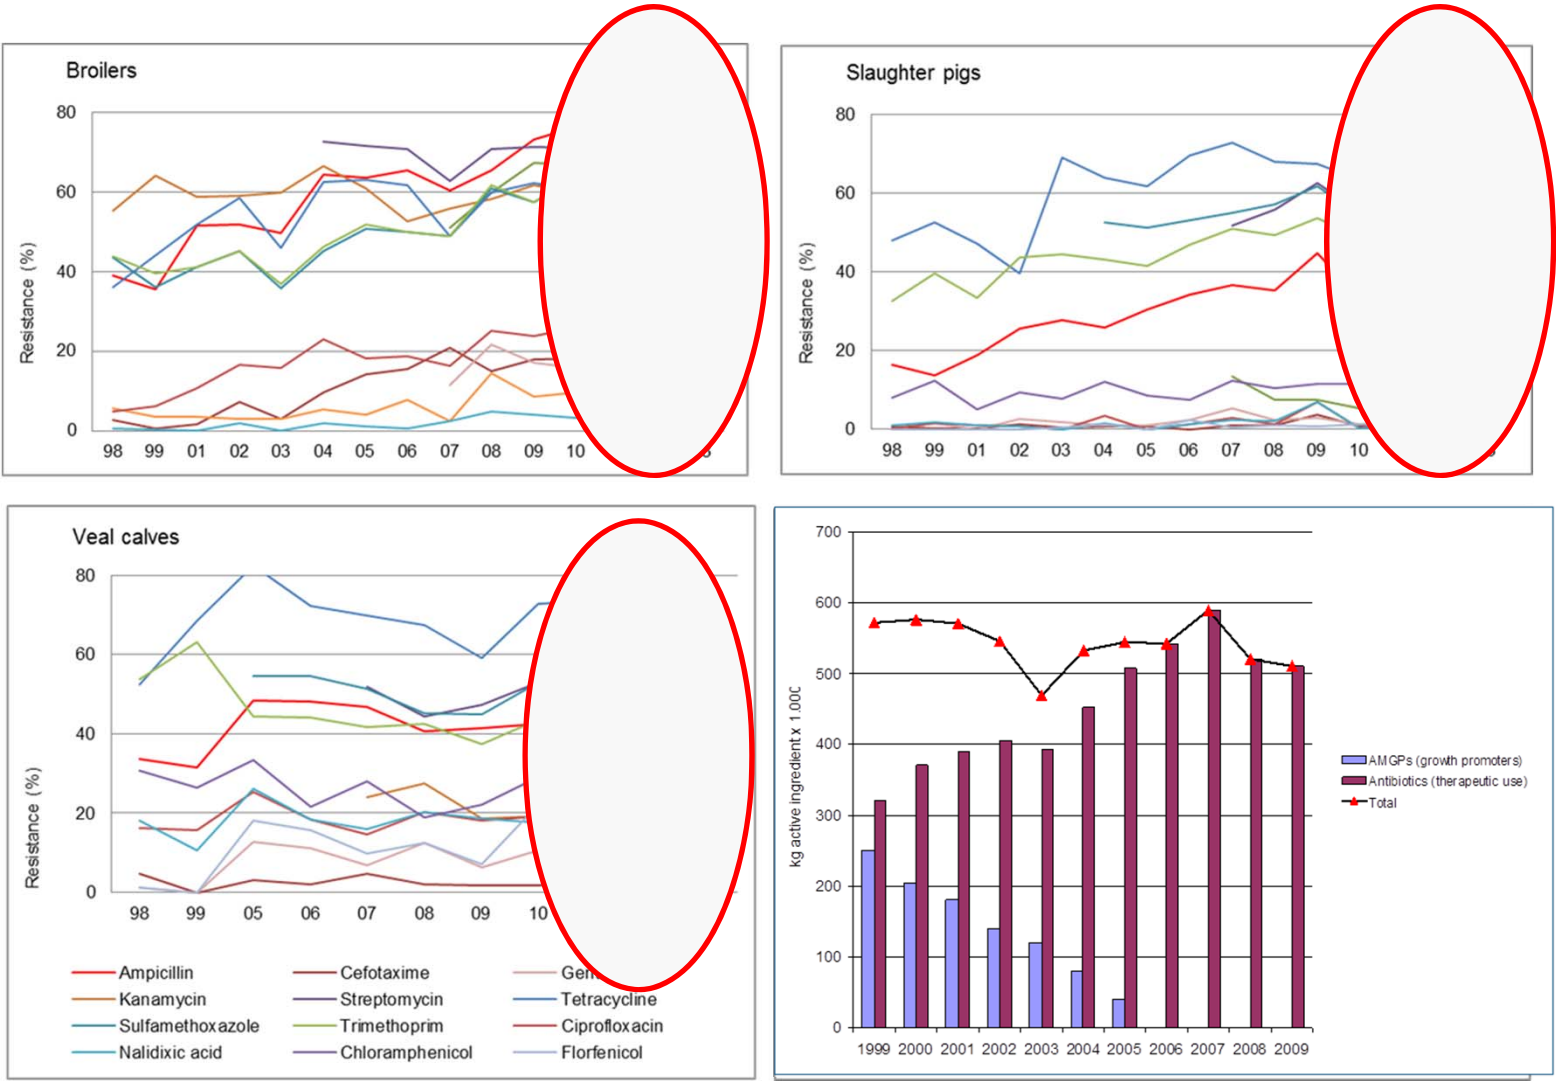 Broilers
80
60
40
20
0
Resistance (%)
98 99 01 02 03 04 05 06 07 08 09 10
Slaughter pigs
80
60
40
20
0
Resistance (%)
98 99 01 02 03 04 05 06 07 08 09 10
Veal calves
80
60
40
20
0
Resistance (%)
98 99 05 06 07 08 09 10
Ampicillin Cefotaxime
Kanamycin Streptomycin Tetracycline
Sulfamethoxazole Trimethoprim Ciprofloxacin
Nalidixic acid Chloramphenicol Florfenicol
700
600
500
400
300
200
100
0
kg active ingredient x 1.000
1999 2000 2001 2002 2003 2004 2005 2006 2007 2008 2009
AMGPs (growth promoters)
Antibiotics (therapeutic use)
Total